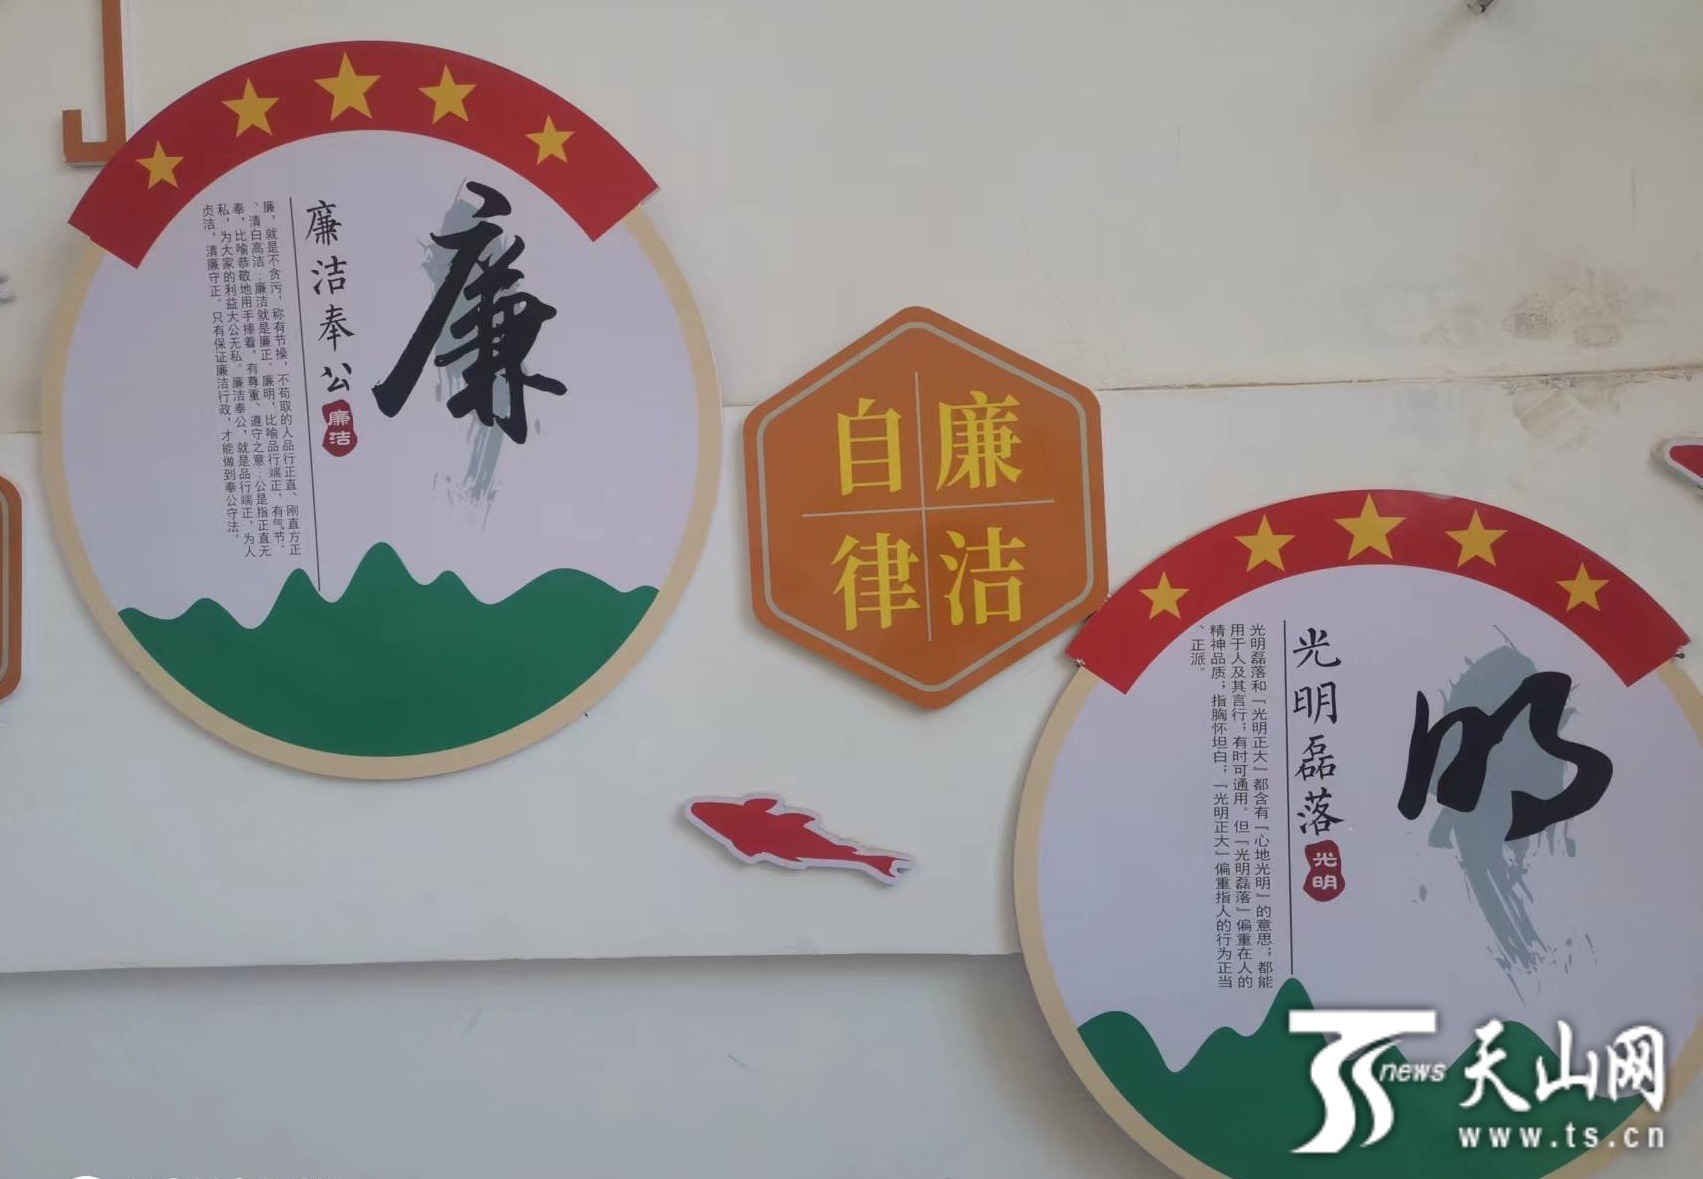 廉
廉洁奉公
廉洁
廉，就是不贪污，称有节操，不苟取的人品行正直、刚直方正
、清白高洁；廉洁就是廉正、廉明，比喻品行端正，有气节。
奉，比喻恭敬地用手捧着，有尊重、遵守之意；公是指正直无
私，为大家的利益大公无私。廉洁奉公，就是品行端正，为人
贞洁，清廉守正，只有保证廉洁行政，才能做到奉公守法。
廉洁
自律
明
光明磊落
光明
光明磊落和「光明正大」都含有「心地光明」的意思；都能
用于人及其言行；有时可通用。但「光明磊落」偏重在人的
精神品质；指胸怀坦白；「光明正大」偏重指人的行为正当
、正派。
TS news 天山网
www.ts.cn